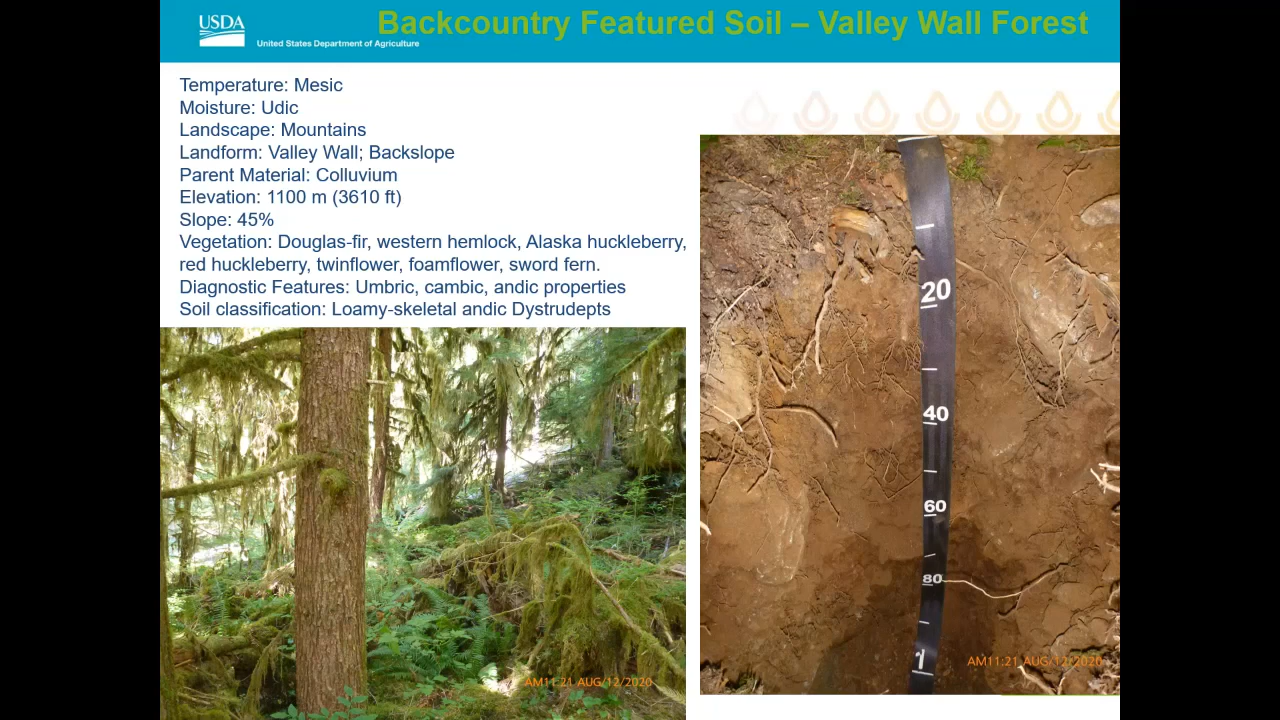 Backcountry Featured Soil – Valley Wall Forest
USDA
United States Department of Agriculture
Temperature: Mesic
Moisture: Udic
Landscape: Mountains
Landform: Valley Wall; Backslope
Parent Material: Colluvium
Elevation: 1100 m (3610 ft)
Slope: 45%
Vegetation: Douglas-fir, western hemlock, Alaska huckleberry,
red huckleberry, twinflower, foamflower, sword fern.
Diagnostic Features: Umbric, cambic, andic properties
Soil classification: Loamy-skeletal andic Dystrudepts
20
40
60
80
1
AM11:21 AUG/12/2020
AM11:21 AUG/12/2020